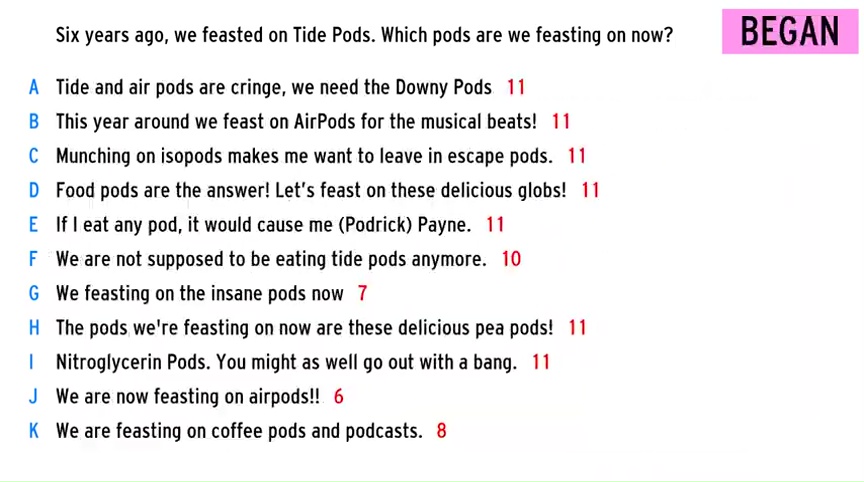 Six years ago, we feasted on Tide Pods. Which pods are we feasting on now?
BEGAN
A Tide and air pods are cringe, we need the Downy Pods 11
B This year around we feast on AirPods for the musical beats! 11
C Munching on isopods makes me want to leave in escape pods. 11
D Food pods are the answer! Let's feast on these delicious globs! 11
E If I eat any pod, it would cause me (Podrick) Payne. 11
F We are not supposed to be eating tide pods anymore. 10
G We feasting on the insane pods now 7
H The pods we're feasting on now are these delicious pea pods! 11
I Nitroglycerin Pods. You might as well go out with a bang. 11
J We are now feasting on airpods!! 6
K We are feasting on coffee pods and podcasts. 8